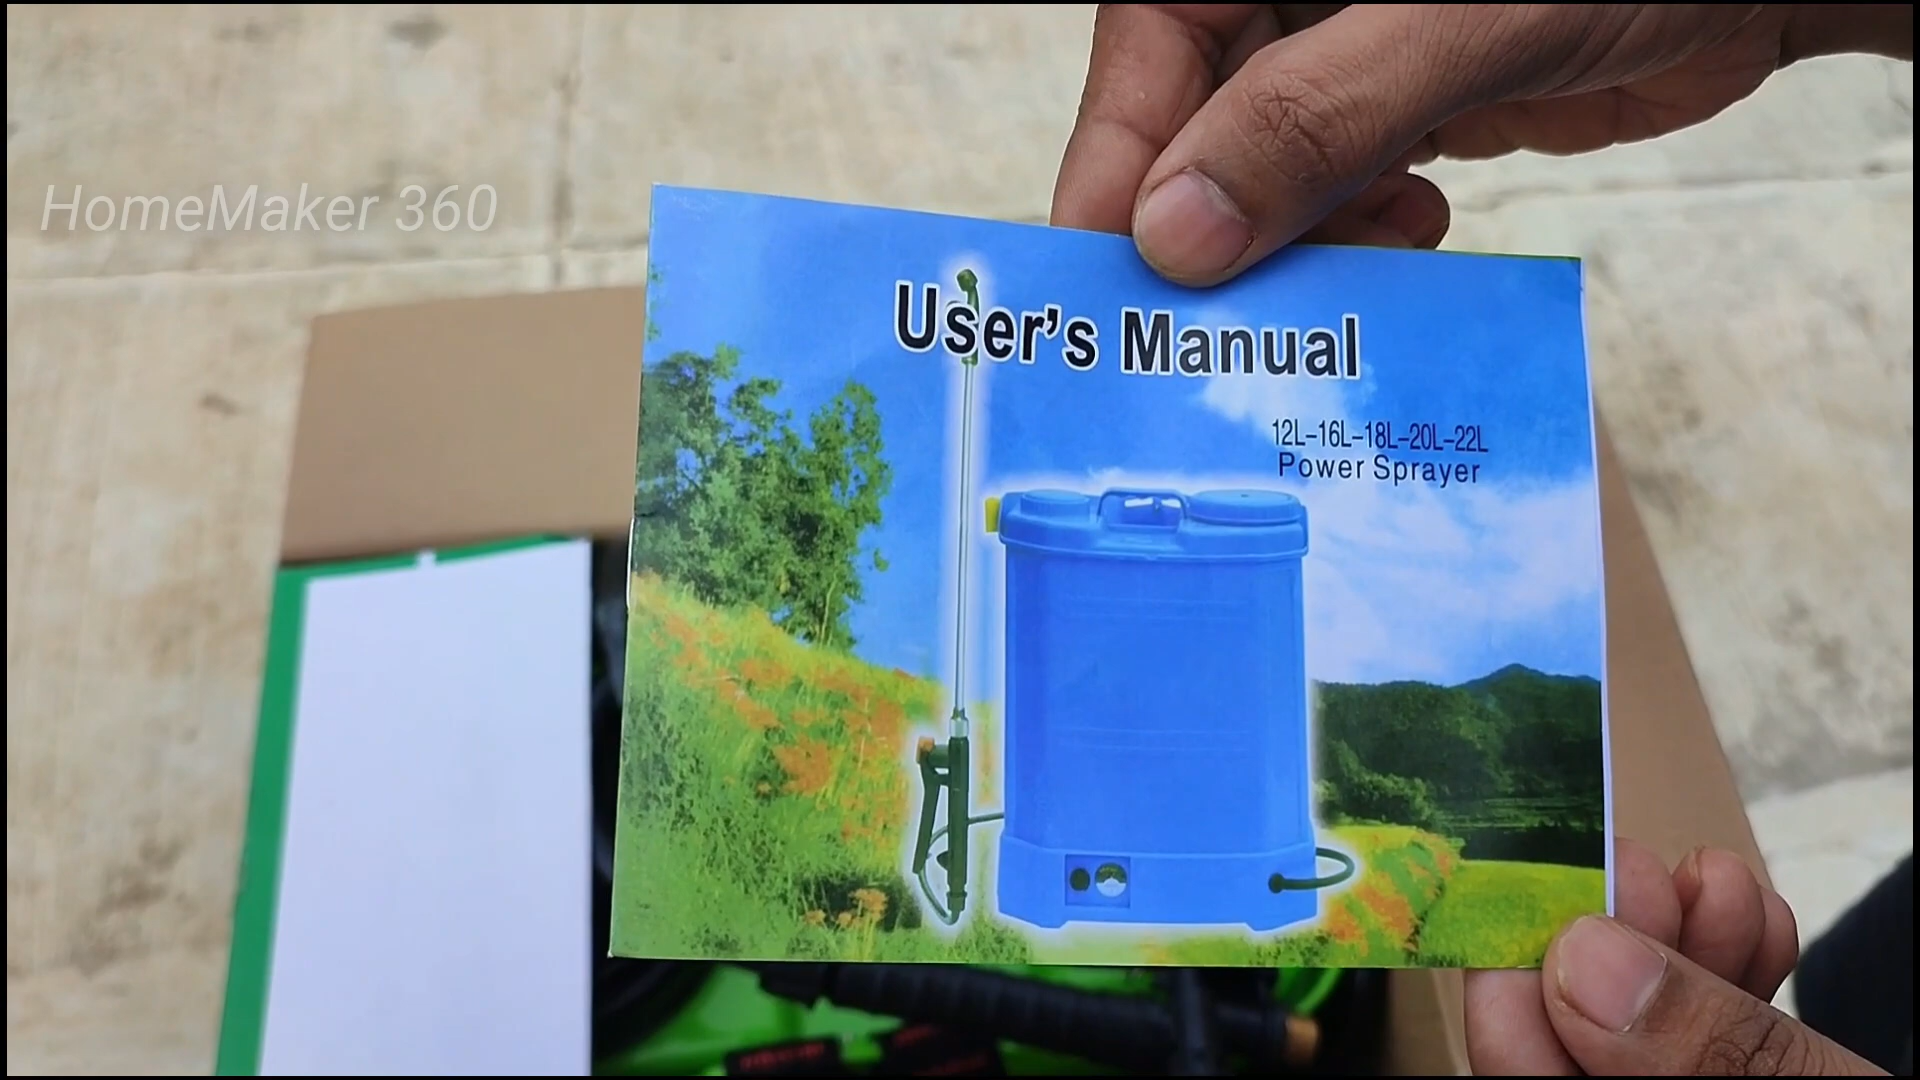 HomeMaker 360
User's Manual
12L-16L-18L-20L-22L
Power Sprayer